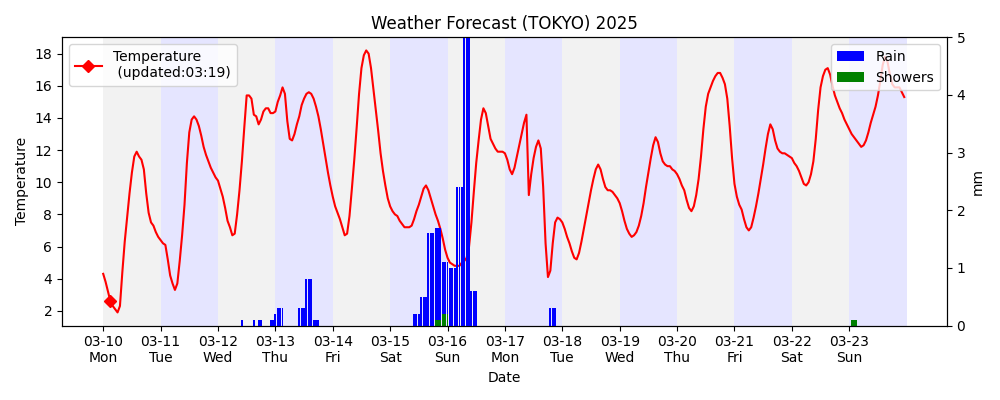 Weather Forecast (TOKYO) 2025
Temperature
(updated:03:19)
Rain
Showers
Temperature
18
16
14
12
10
8
6
4
2
5
4
3
2
1
0
mm
03-10 03-11 03-12 03-13 03-14 03-15 03-16 03-17 03-18 03-19 03-20 03-21 03-22 03-23
Mon Tue Wed Thu Fri Sat Sun Mon Tue Wed Thu Fri Sat Sun
Date